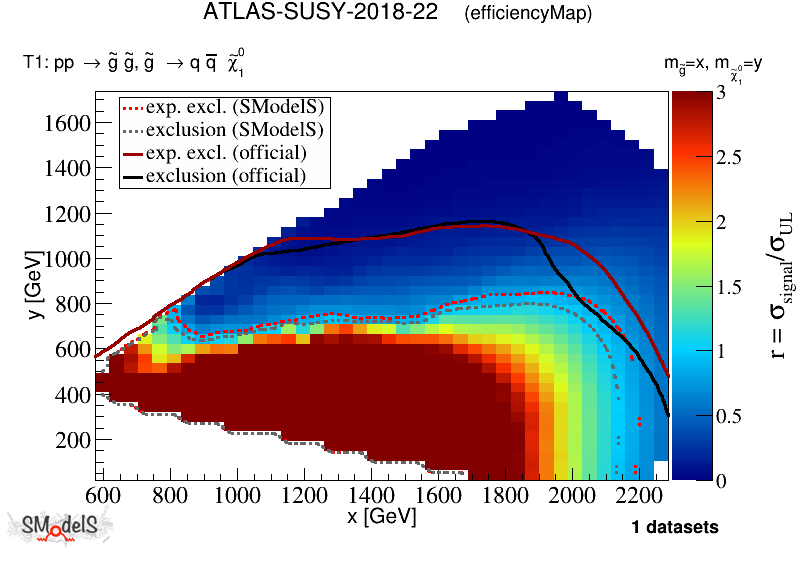 ATLAS-SUSY-2018-22 (efficiencyMap)
T1: pp → g̃ g̃, g̃ → q q̅ χ̃₁⁰
m_g̃=x, m_χ̃₁⁰=y
exp. excl. (SModelS)
exclusion (SModelS)
exp. excl. (official)
exclusion (official)
1600
1400
1200
1000
800
600
400
200
y [GeV]
600 800 1000 1200 1400 1600 1800 2000 2200
x [GeV]
3
2.5
2
1.5
1
0.5
0
r = σ_signal/σ_UL
SModelS
1 datasets